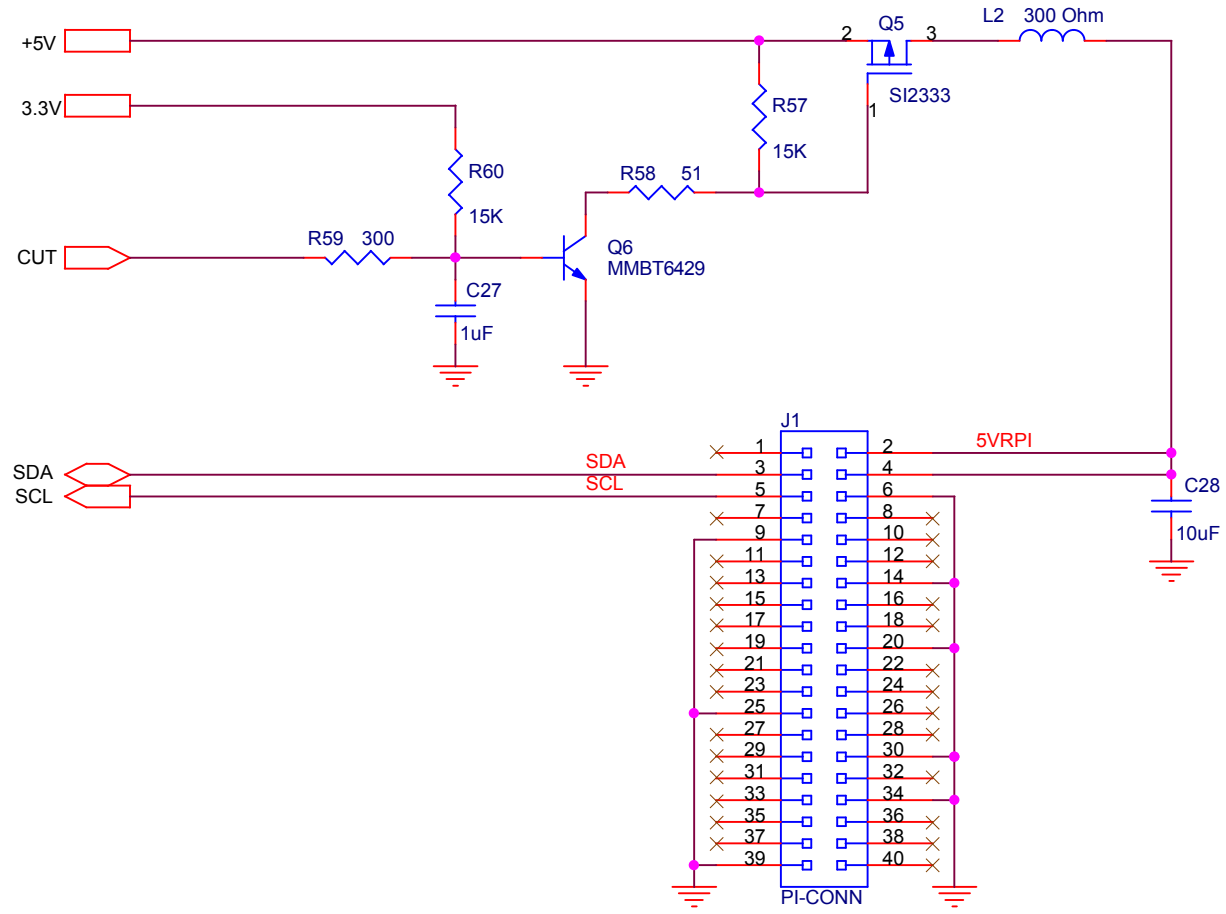 +5V
2
Q5
3
L2 300 Ohm
SI2333
1
3.3V
R57
15K
R60
15K
R58 51
CUT
R59 300
Q6
MMBT6429
C27
1uF
J1
1
2
5VRPI
SDA
SDA
3
4
SCL
SCL
5
6
C28
10uF
7
8
9
10
11
12
13
14
15
16
17
18
19
20
21
22
23
24
25
26
27
28
29
30
31
32
33
34
35
36
37
38
39
40
PI-CONN